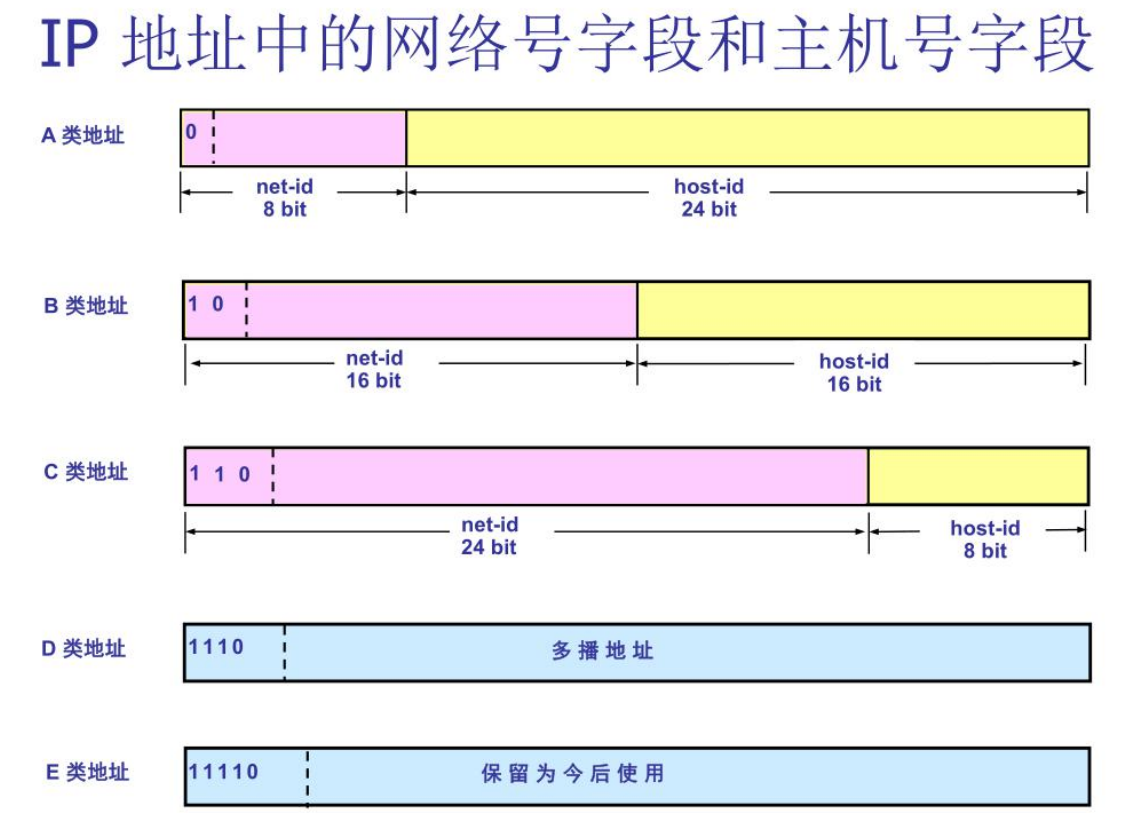 IP 地址中的网络号字段和主机号字段
A 类地址
0
net-id
8 bit
host-id
24 bit
B 类地址
1 0
net-id
16 bit
host-id
16 bit
C 类地址
1 1 0
net-id
24 bit
host-id
8 bit
D 类地址
1110
多播地址
E 类地址
11110
保留为今后使用